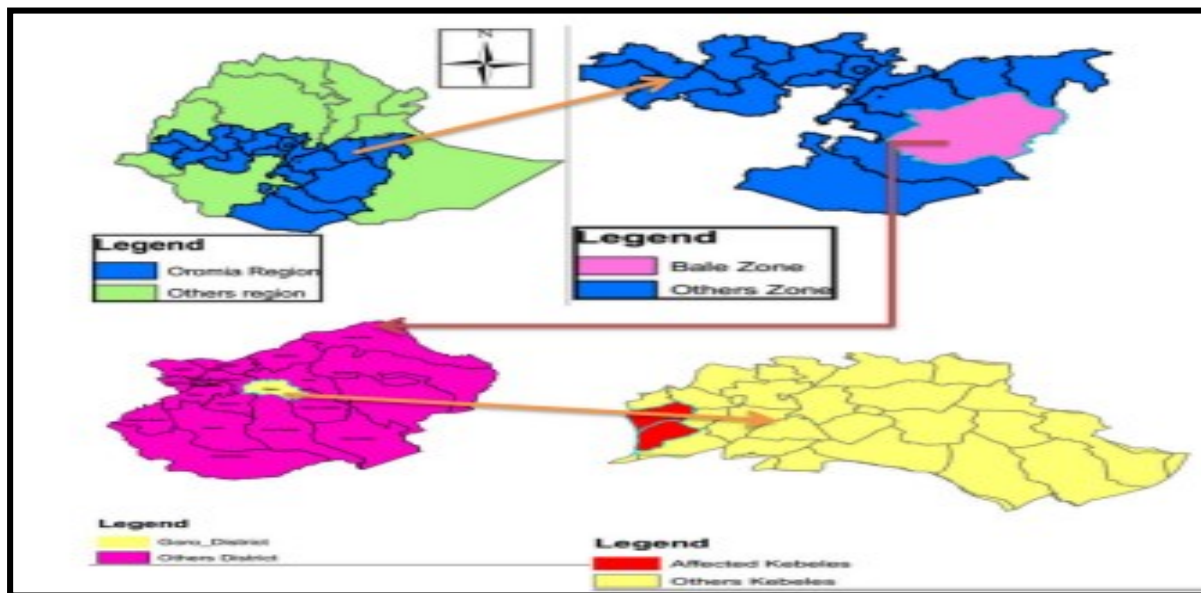 N
Legend
Oromia Region
Others region
Legend
Bale Zone
Others Zone
Legend
Goro_District
Others District
Legend
Affected Kebeles
Others Kebeles